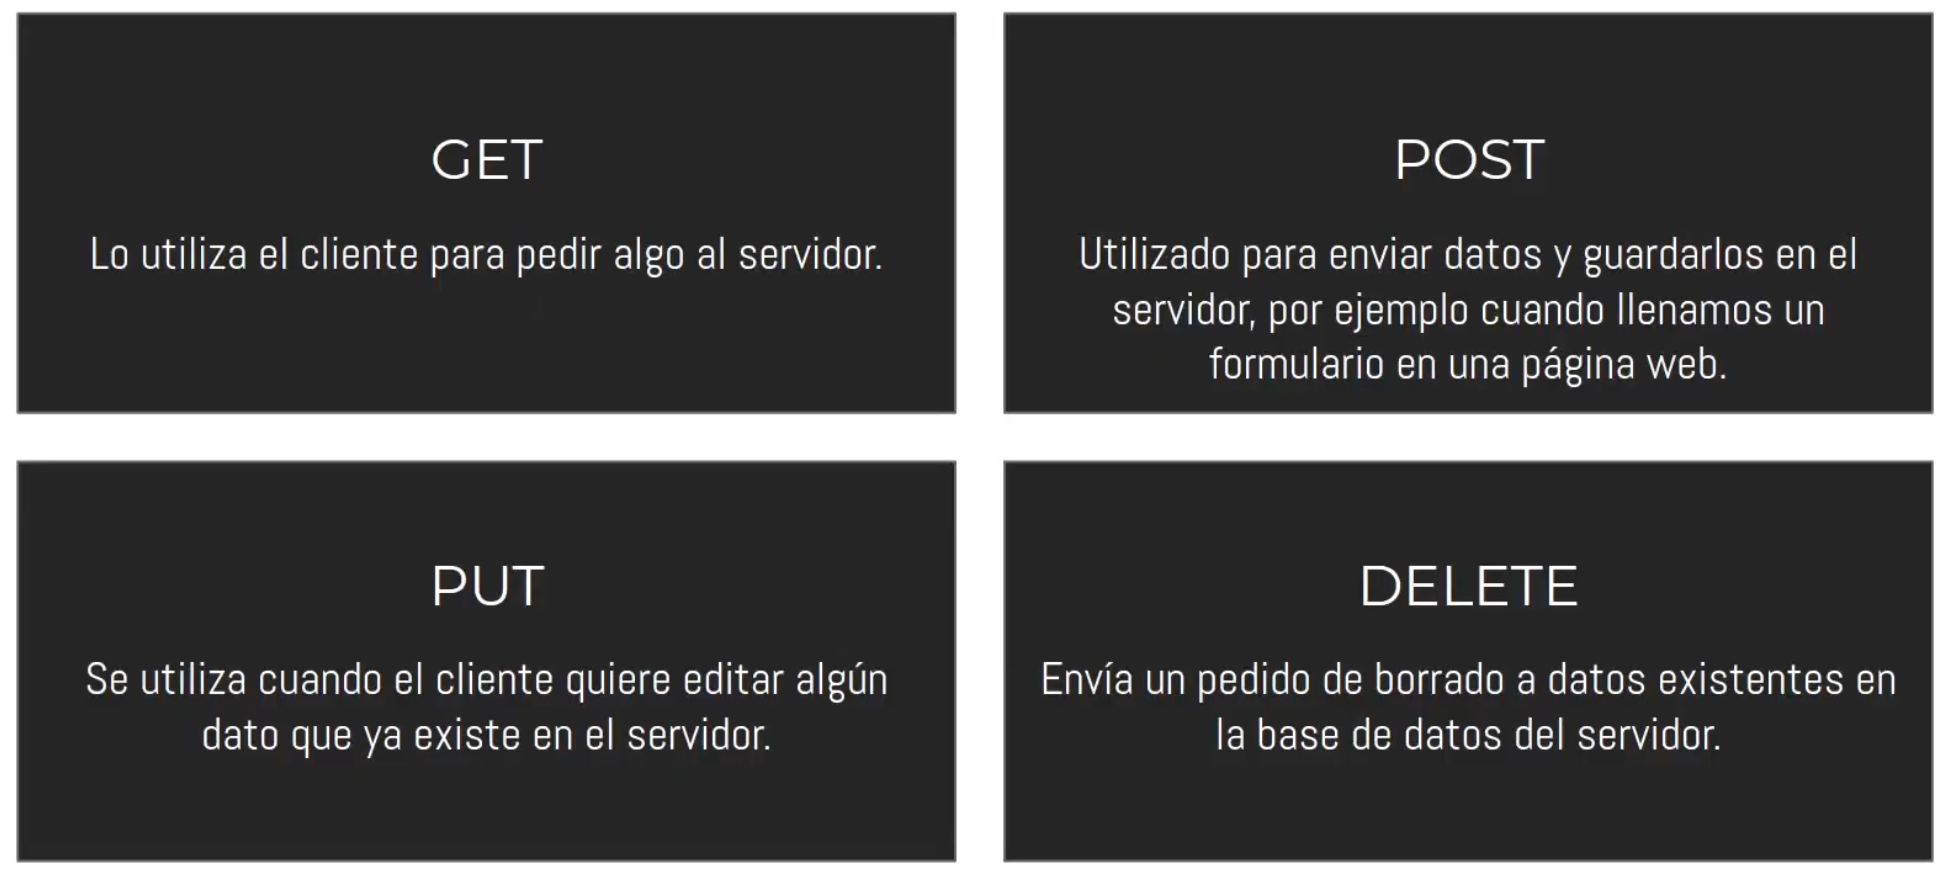 GET
Lo utiliza el cliente para pedir algo al servidor.
POST
Utilizado para enviar datos y guardarlos en el
servidor, por ejemplo cuando llenamos un
formulario en una página web.
PUT
Se utiliza cuando el cliente quiere editar algún
dato que ya existe en el servidor.
DELETE
Envía un pedido de borrado a datos existentes en
la base de datos del servidor.